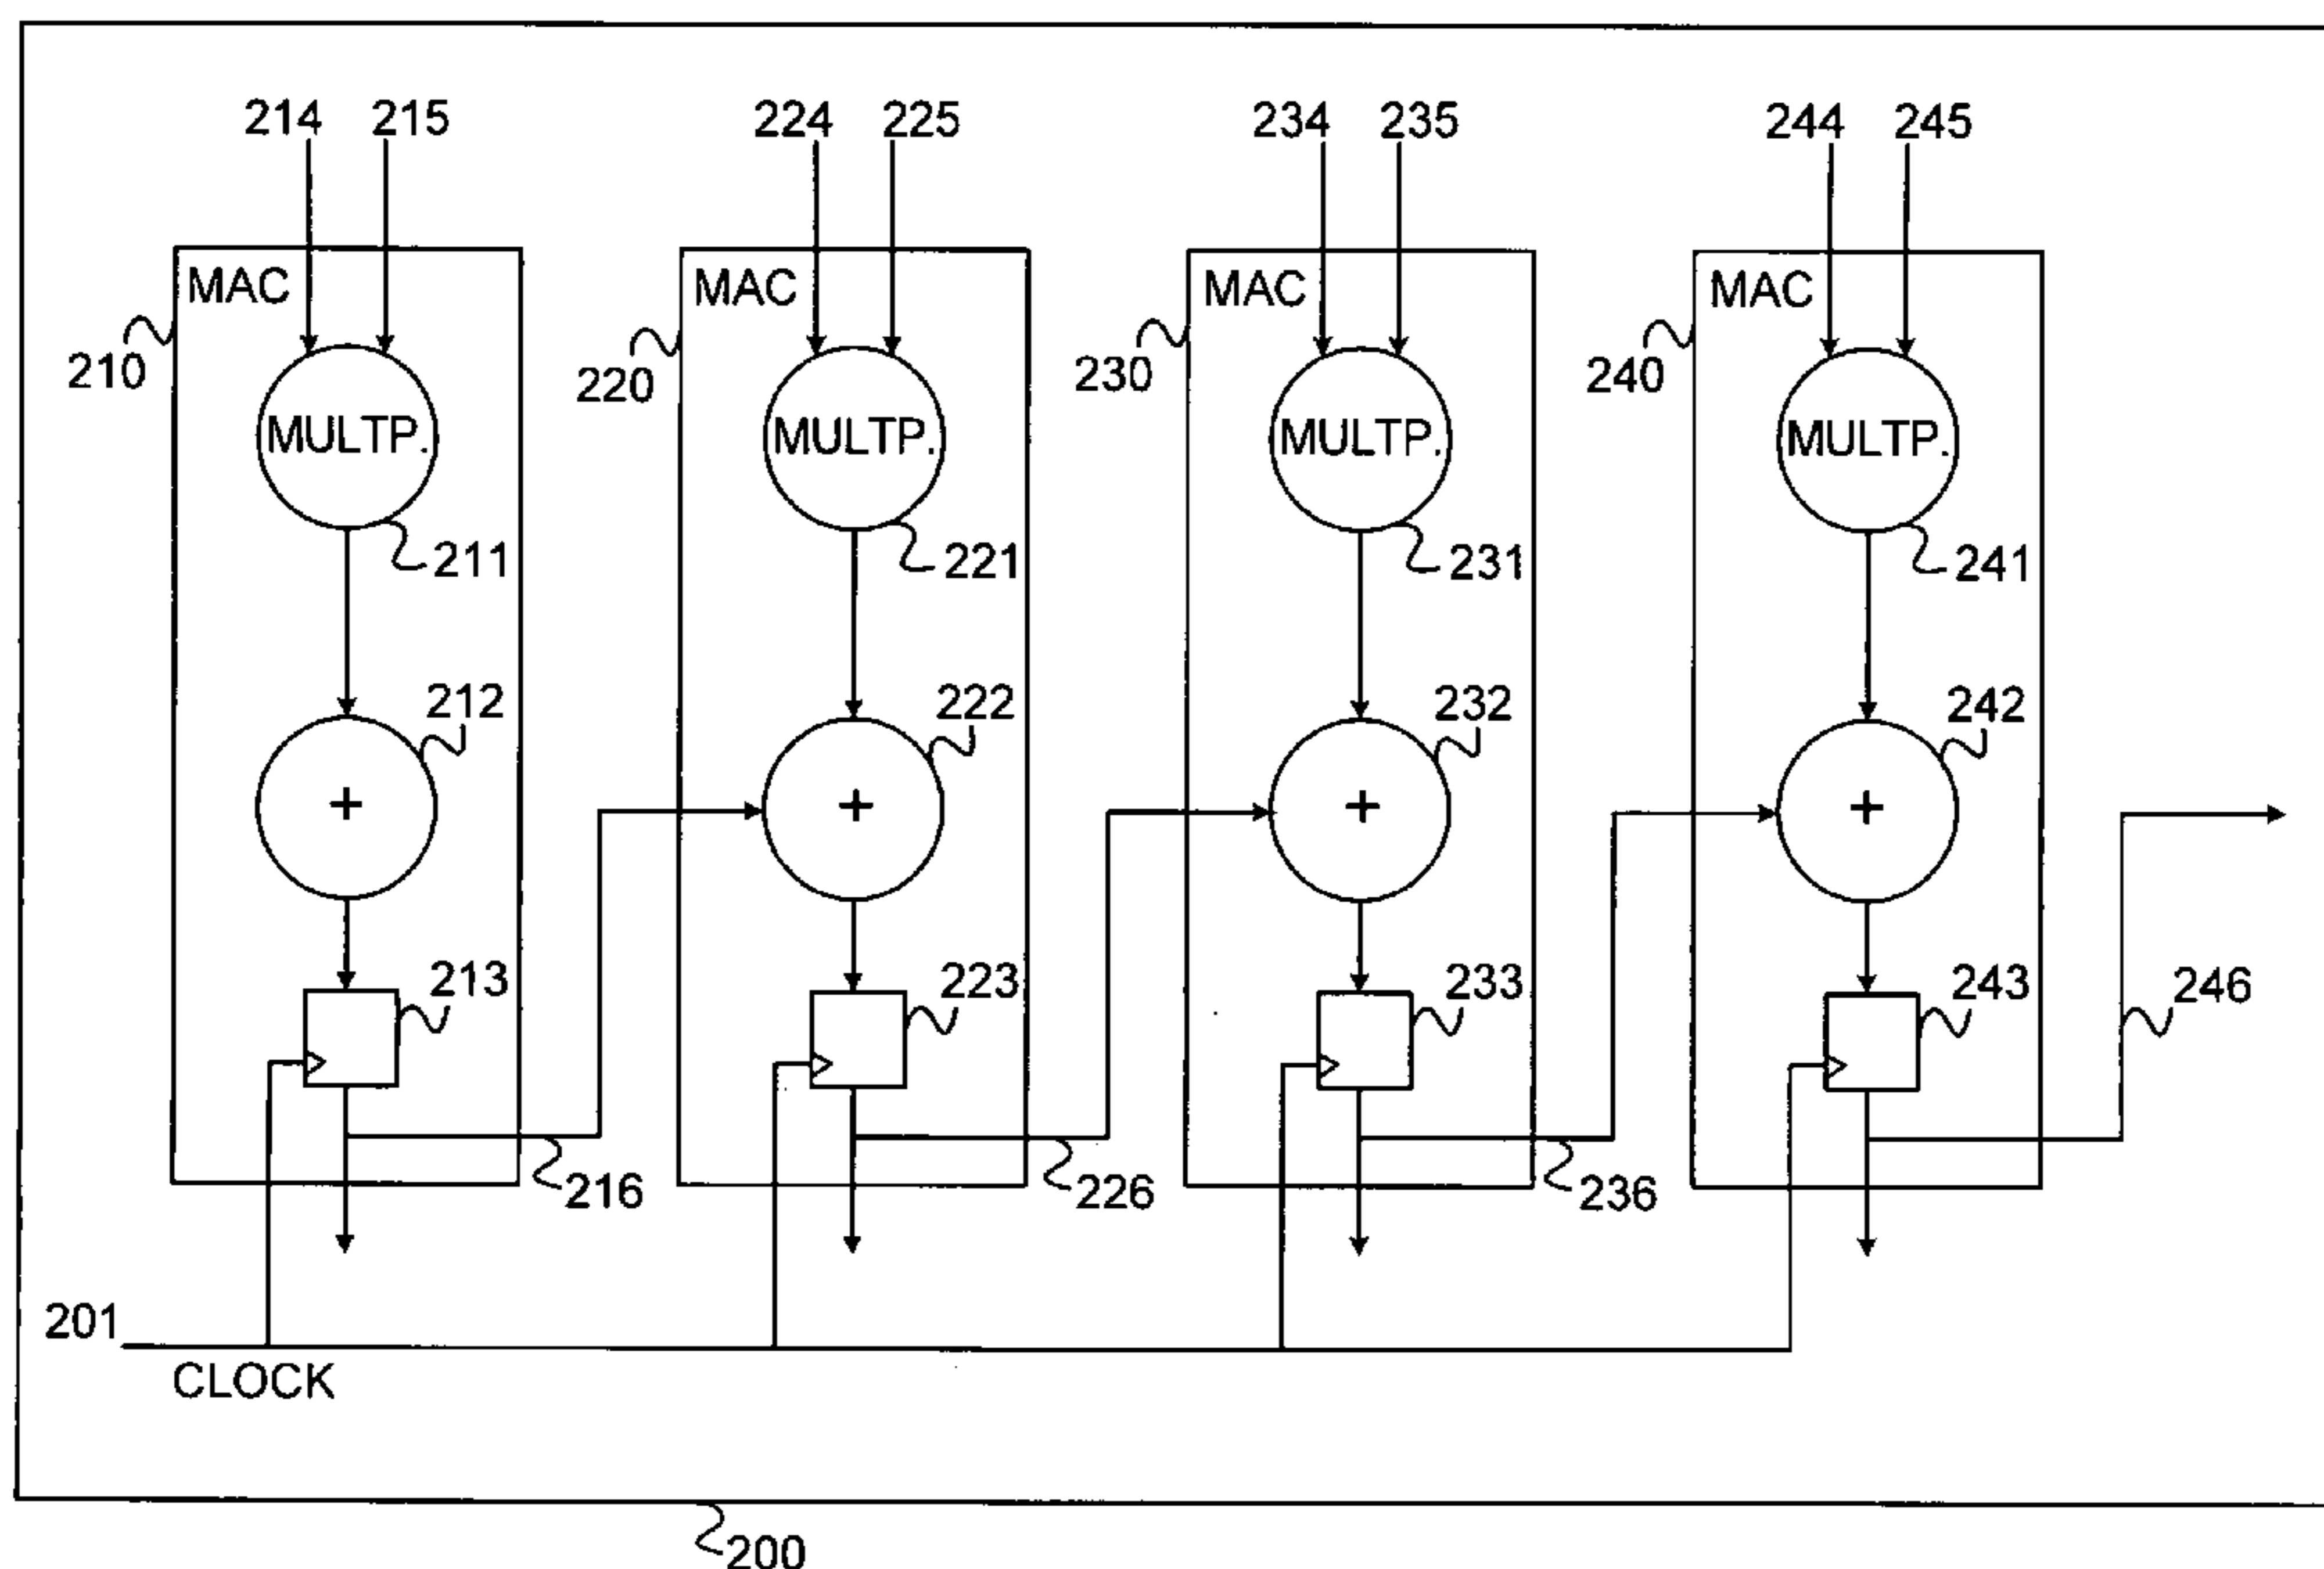 214 215 224 225 234 235 244 245
MAC MAC MAC MAC
210 220 230 240
MULTP. MULTP. MULTP. MULTP.
211 221 231 241
212 222 232 242
+ + + +
213 223 233 243 246
216 226 236
201
CLOCK
200